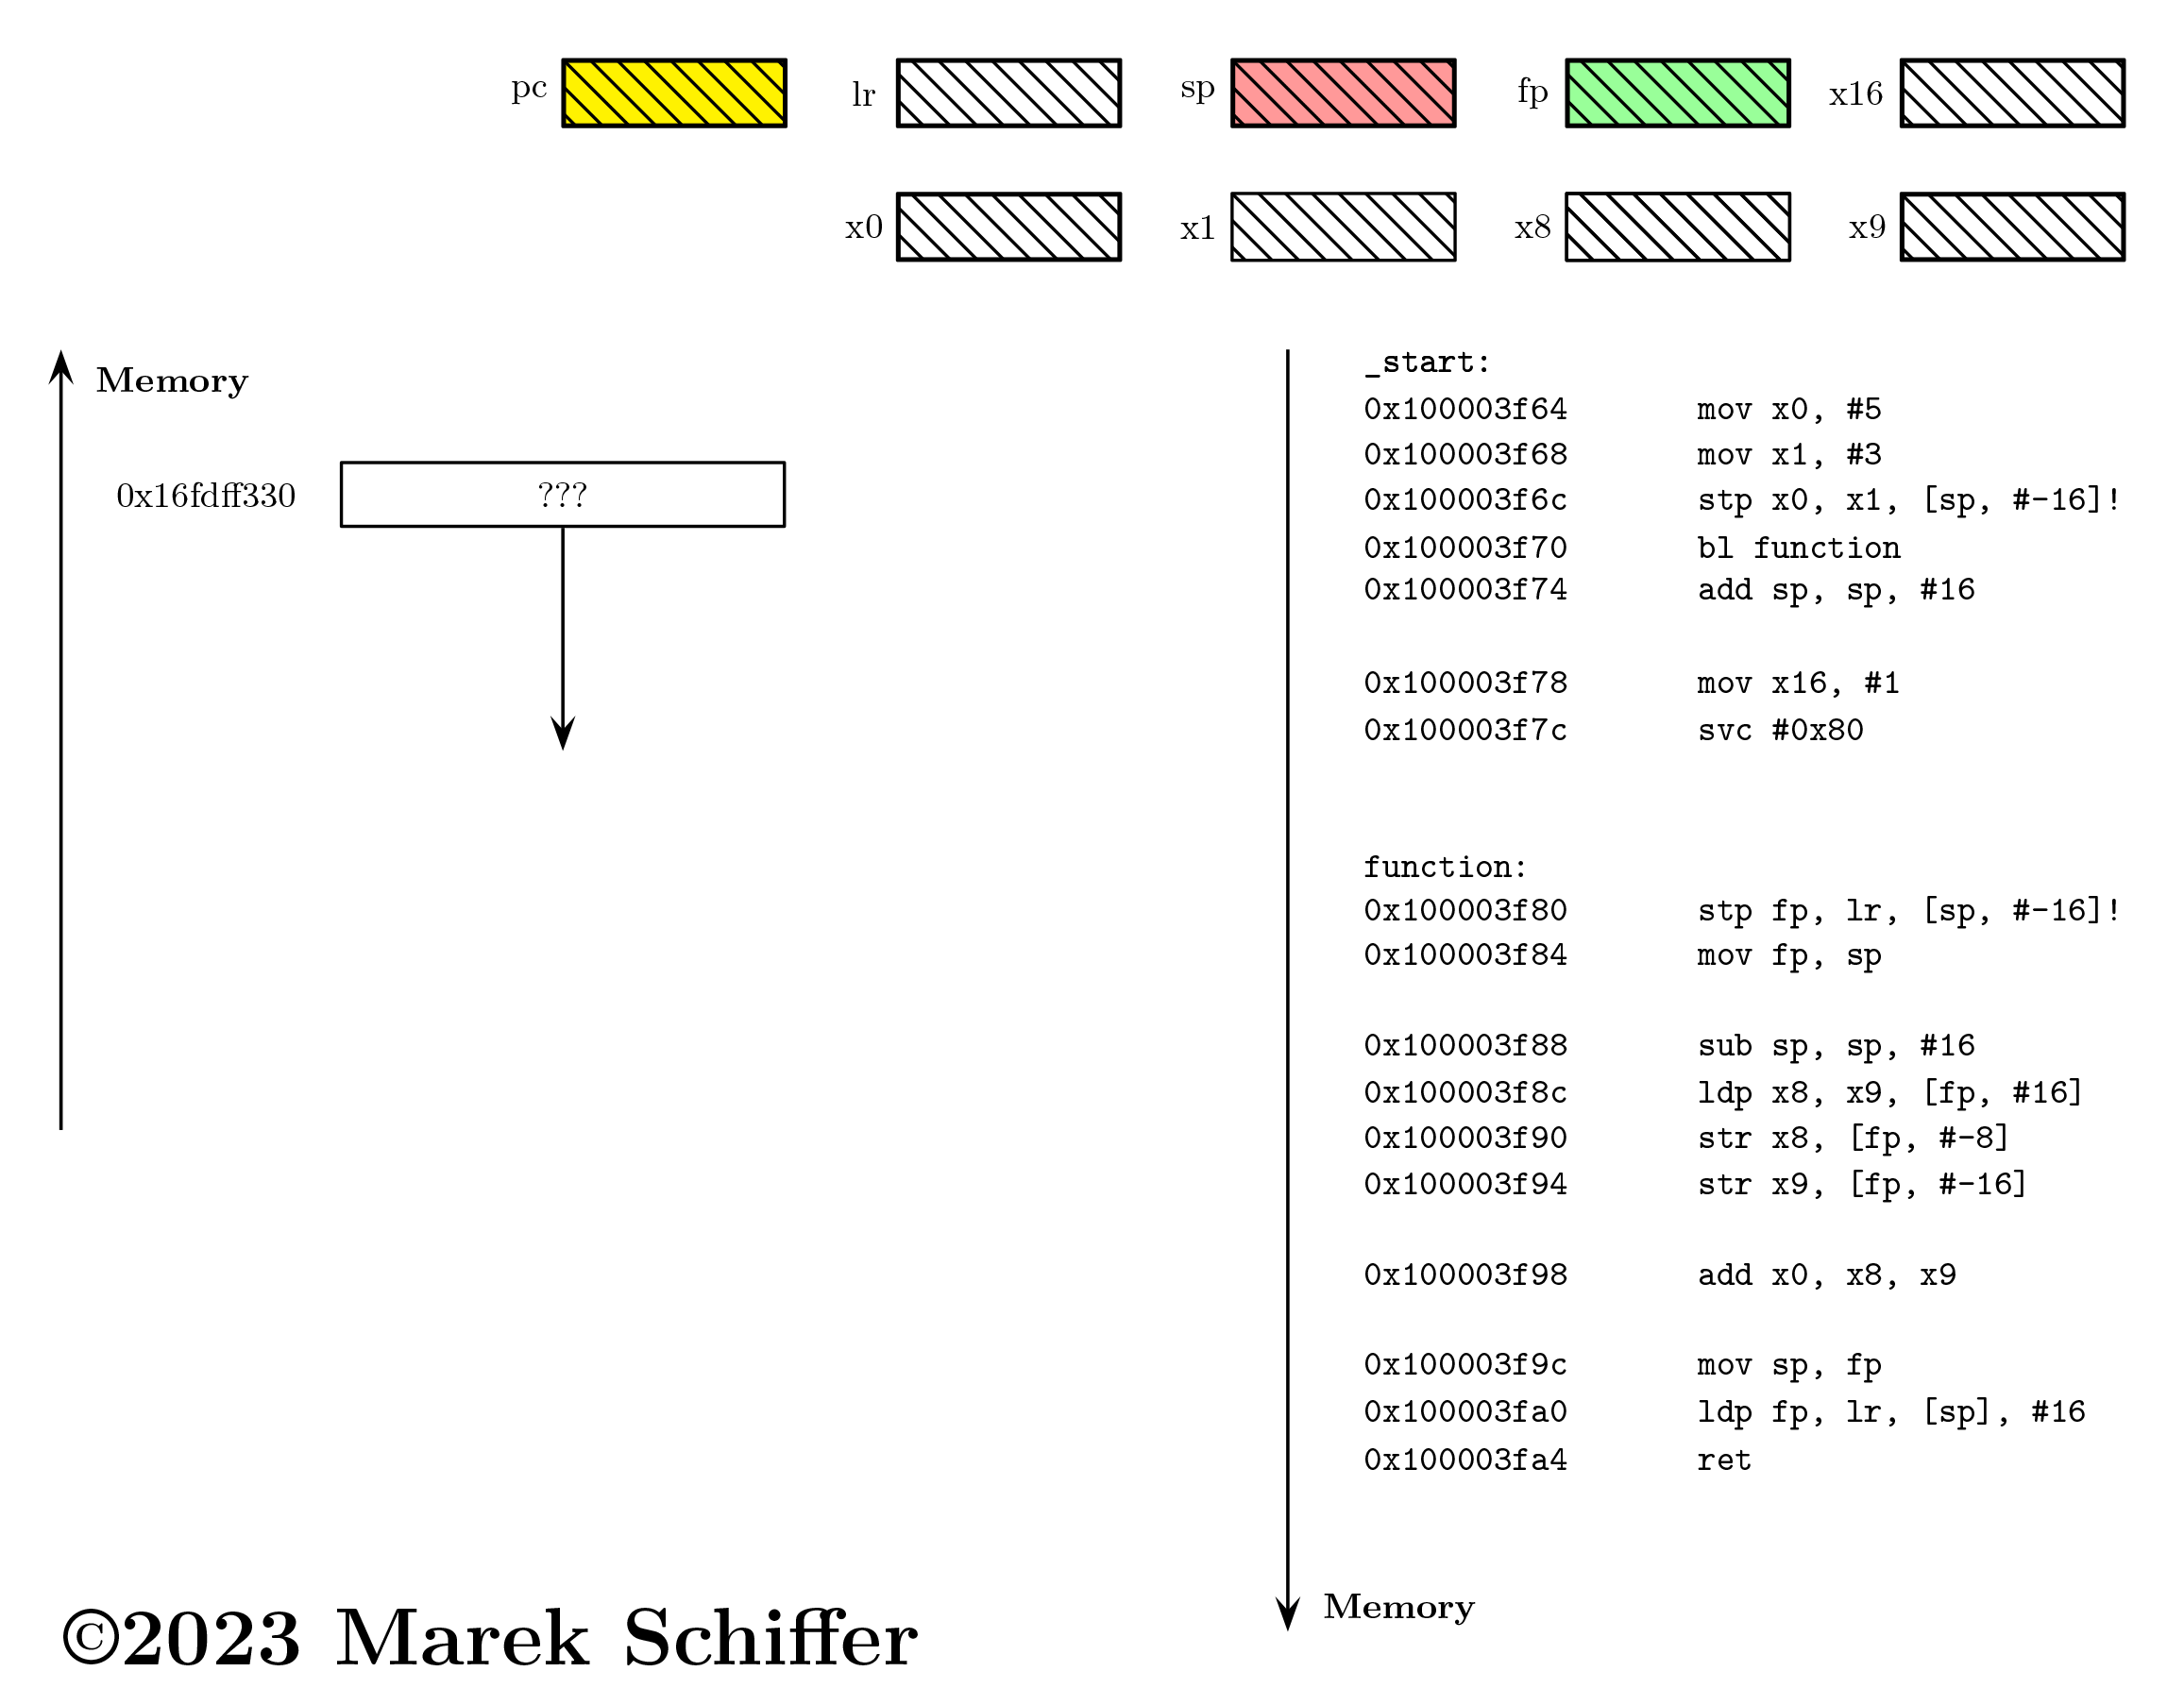 pc lr sp fp x16
x0 x1 x8 x9
Memory
0x16fdff330 ???
_start:
0x100003f64 mov x0, #5
0x100003f68 mov x1, #3
0x100003f6c stp x0, x1, [sp, #-16]!
0x100003f70 bl function
0x100003f74 add sp, sp, #16
0x100003f78 mov x16, #1
0x100003f7c svc #0x80
function:
0x100003f80 stp fp, lr, [sp, #-16]!
0x100003f84 mov fp, sp
0x100003f88 sub sp, sp, #16
0x100003f8c ldp x8, x9, [fp, #16]
0x100003f90 str x8, [fp, #-8]
0x100003f94 str x9, [fp, #-16]
0x100003f98 add x0, x8, x9
0x100003f9c mov sp, fp
0x100003fa0 ldp fp, lr, [sp], #16
0x100003fa4 ret
Memory
©2023 Marek Schiffer